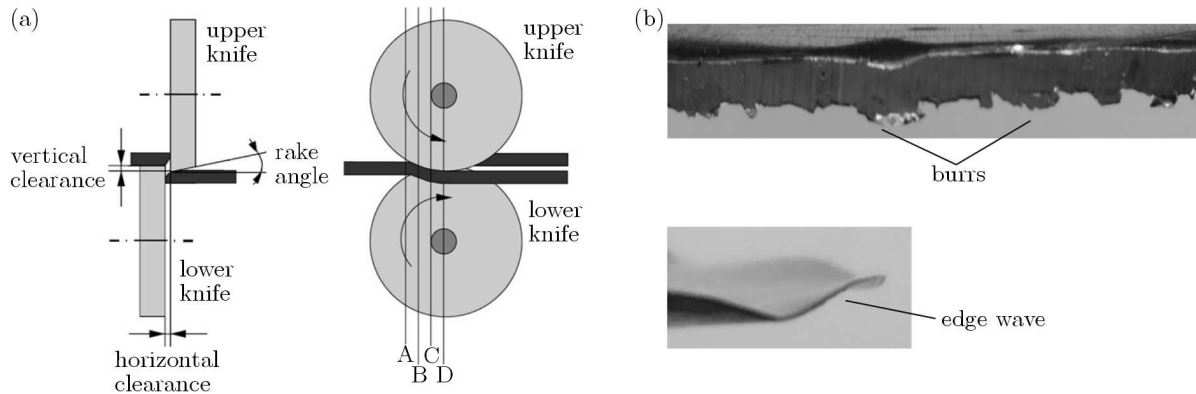 (a)
upper
knife
vertical
clearance
rake
angle
lower
knife
horizontal
clearance
upper
knife
lower
knife
A
B
C
D
(b)
burrs
edge wave